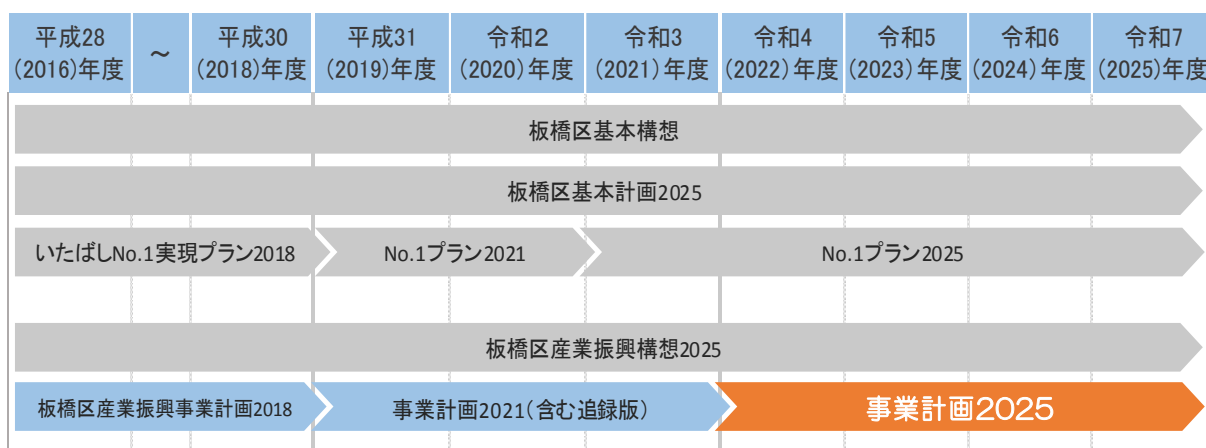 平成28
(2016)年度
～
平成30
(2018)年度
平成31
(2019)年度
令和2
(2020)年度
令和3
(2021)年度
令和4
(2022)年度
令和5
(2023)年度
令和6
(2024)年度
令和7
(2025)年度
板橋区基本構想
板橋区基本計画2025
いたばしNo.1実現プラン2018
No.1プラン2021
No.1プラン2025
板橋区産業振興構想2025
板橋区産業振興事業計画2018
事業計画2021(含む追録版)
事業計画2025